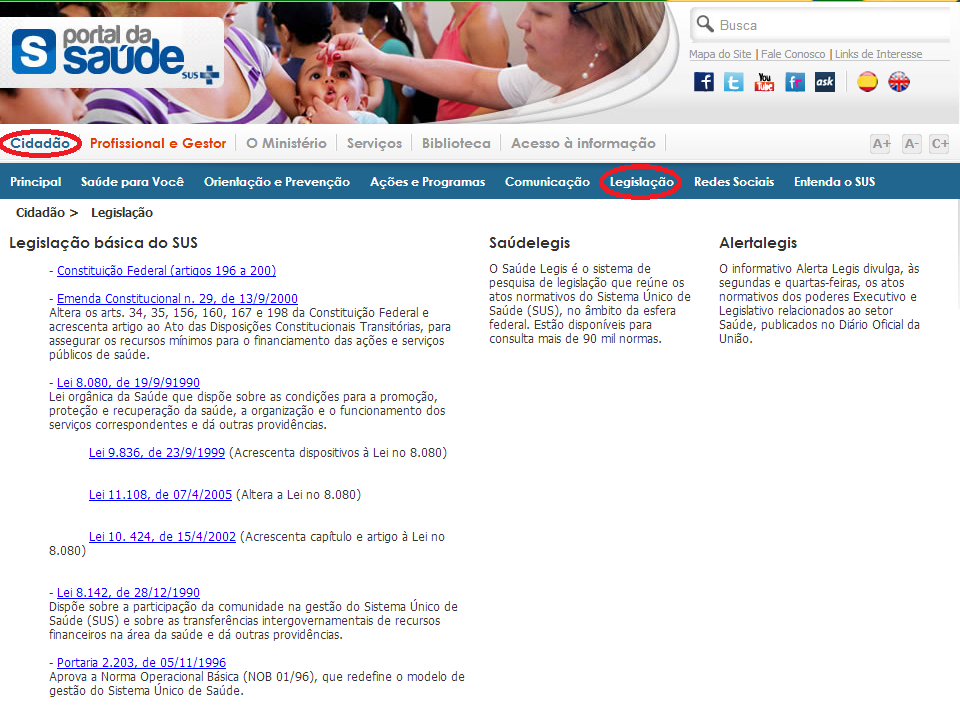 S portal da saúde SUS
Busca
Mapa do Site | Fale Conosco | Links de Interesse
f t You Tube f ask
Cidadão Profissional e Gestor O Ministério Serviços Biblioteca Acesso à informação A+ A- C+
Principal Saúde para Você Orientação e Prevenção Ações e Programas Comunicação Legislação Redes Sociais Entenda o SUS
Cidadão > Legislação
Legislação básica do SUS
- Constituição Federal (artigos 196 a 200)
- Emenda Constitucional n. 29, de 13/9/2000
Altera os arts. 34, 35, 156, 160, 167 e 198 da Constituição Federal e
acrescenta artigo ao Ato das Disposições Constitucionais Transitórias, para
assegurar os recursos mínimos para o financiamento das ações e serviços
públicos de saúde.
- Lei 8.080, de 19/9/91990
Lei orgânica da Saúde que dispõe sobre as condições para a promoção,
proteção e recuperação da saúde, a organização e o funcionamento dos
serviços correspondentes e dá outras providências.
Lei 9.836, de 23/9/1999 (Acrescenta dispositivos à Lei no 8.080)
Lei 11.108, de 07/4/2005 (Altera a Lei no 8.080)
Lei 10. 424, de 15/4/2002 (Acrescenta capítulo e artigo à Lei no
8.080)
- Lei 8.142, de 28/12/1990
Dispõe sobre a participação da comunidade na gestão do Sistema Único de
Saúde (SUS) e sobre as transferências intergovernamentais de recursos
financeiros na área da saúde e dá outras providências.
- Portaria 2.203, de 05/11/1996
Aprova a Norma Operacional Básica (NOB 01/96), que redefine o modelo de
gestão do Sistema Único de Saúde.
Saúdelegis
O Saúde Legis é o sistema de
pesquisa de legislação que reúne os
atos normativos do Sistema Único de
Saúde (SUS), no âmbito da esfera
federal. Estão disponíveis para
consulta mais de 90 mil normas.
Alertalegis
O informativo Alerta Legis divulga, às
segundas e quartas-feiras, os atos
normativos dos poderes Executivo e
Legislativo relacionados ao setor
Saúde, publicados no Diário Oficial da
União.